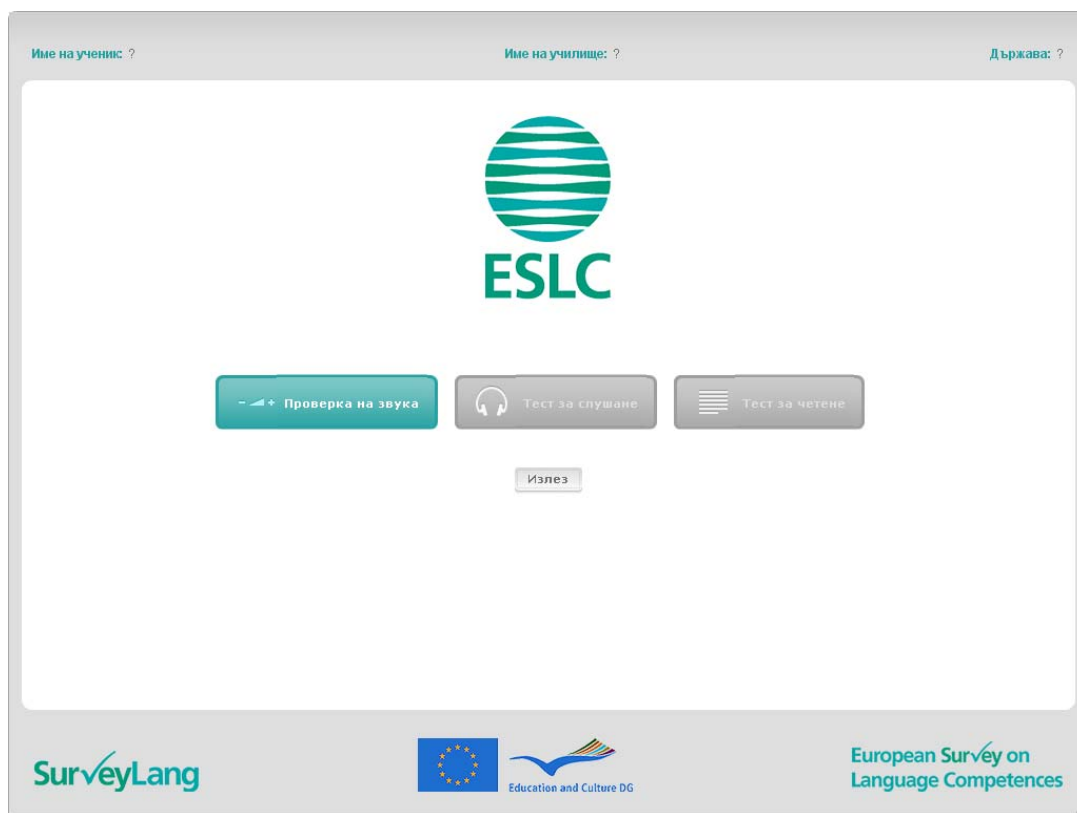 Име на ученик: ?
Име на училище: ?
Държава: ?
ESLC
- + Проверка на звука
Тест за слушане
Тест за четене
Излез
SurveyLang
Education and Culture DG
European Survey on
Language Competences